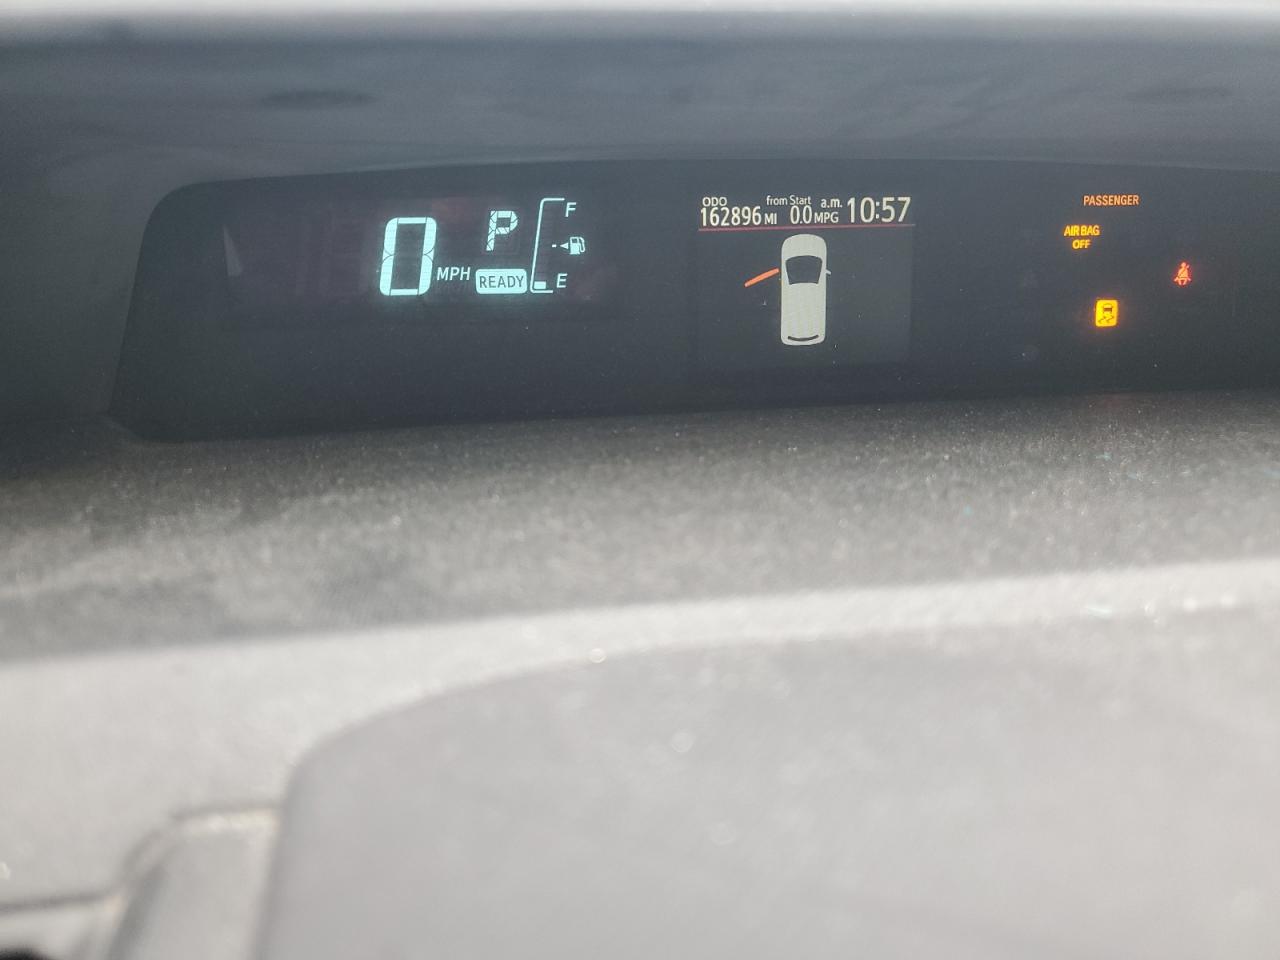 0 MPH
P
READY
F
E
ODO from Start a.m. 10:57
162896 MI 0.0 MPG
PASSENGER
AIR BAG
OFF